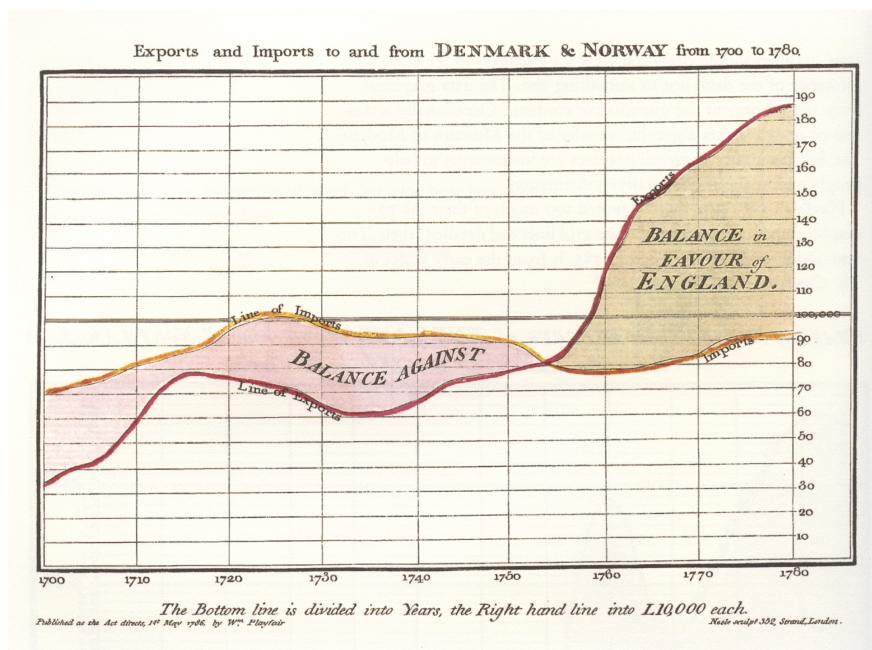 Exports and Imports to and from DENMARK & NORWAY from 1700 to 1780.
190
180
170
160
Exports
150
140
BALANCE in
130
FAVOUR of
120
ENGLAND.
110
Line of Imports
100,000
90
Imports
BALANCE AGAINST
80
70
Line of Exports
60
50
40
30
20
10
1700 1710 1720 1730 1740 1750 1760 1770 1780
The Bottom line is divided into Years, the Right hand line into L10,000 each.
Published as the Act directs, 1st May 1786. by Wm. Playfair
Neele sculpt 352, Strand, London.